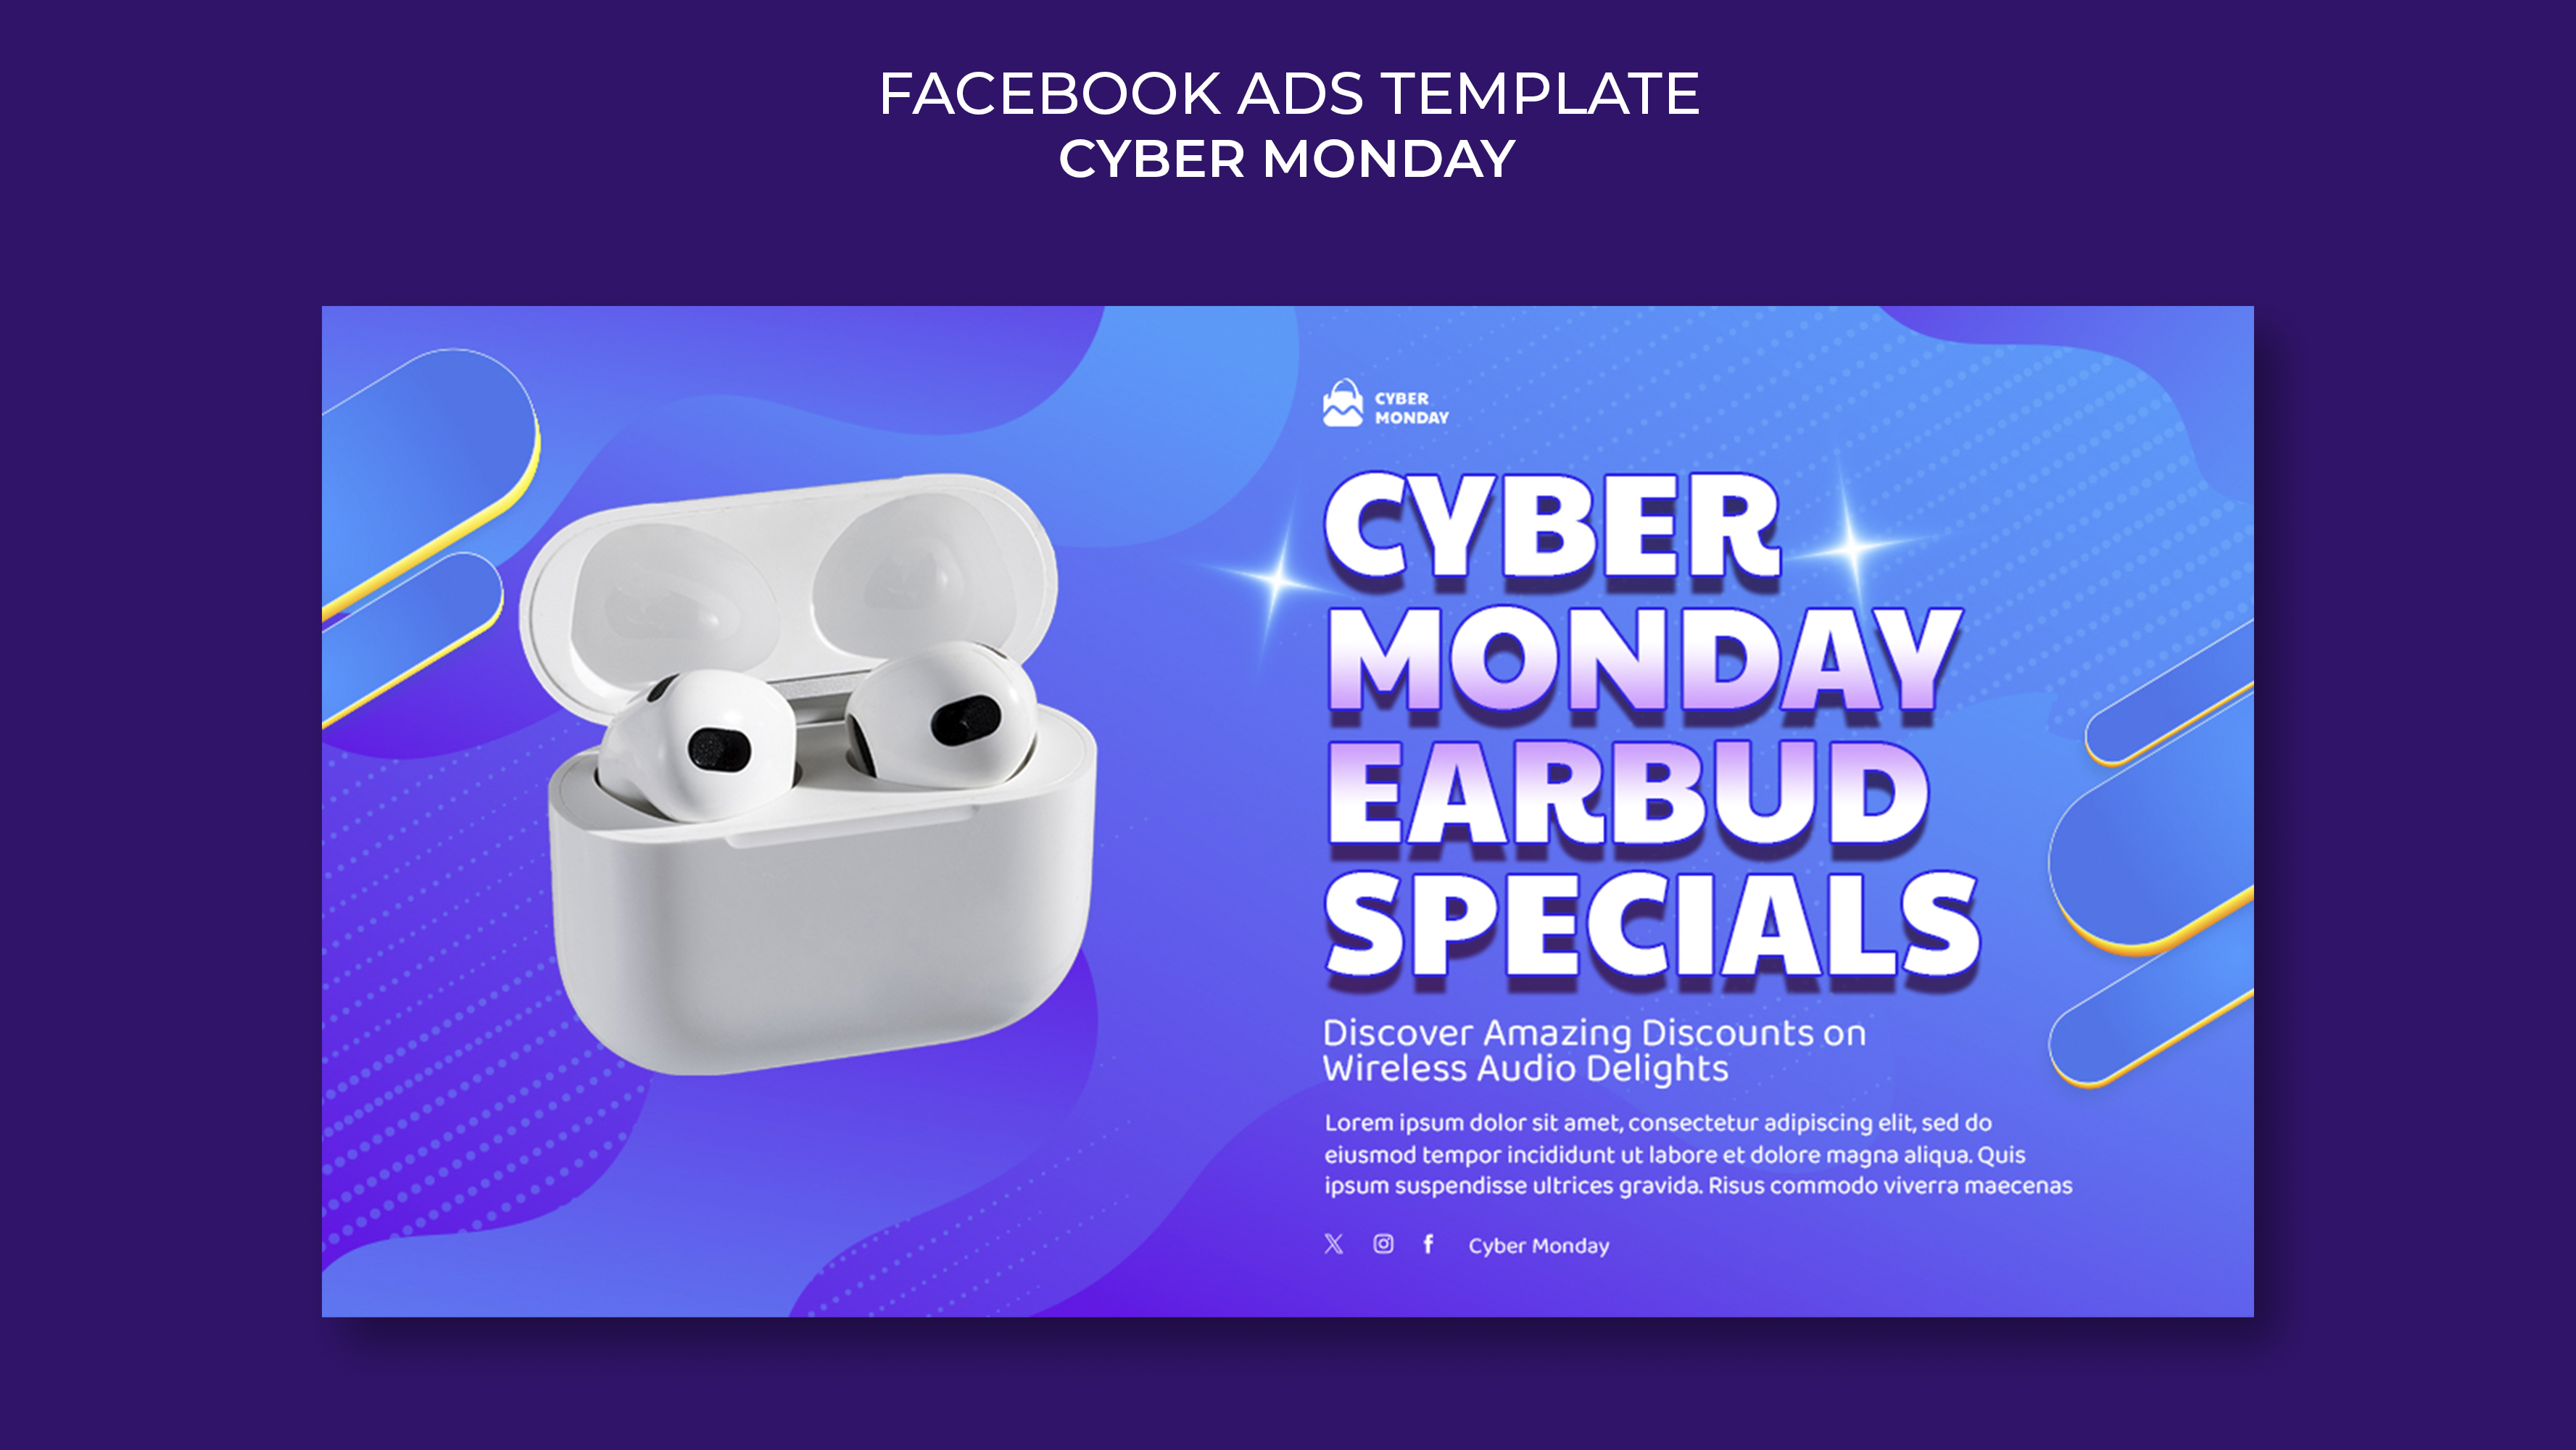 FACEBOOK ADS TEMPLATE
CYBER MONDAY
CYBER
MONDAY
CYBER
MONDAY
EARBUD
SPECIALS
Discover Amazing Discounts on
Wireless Audio Delights
Lorem ipsum dolor sit amet, consectetur adipiscing elit, sed do
eiusmod tempor incididunt ut labore et dolore magna aliqua. Quis
ipsum suspendisse ultrices gravida. Risus commodo viverra maecenas
Cyber Monday